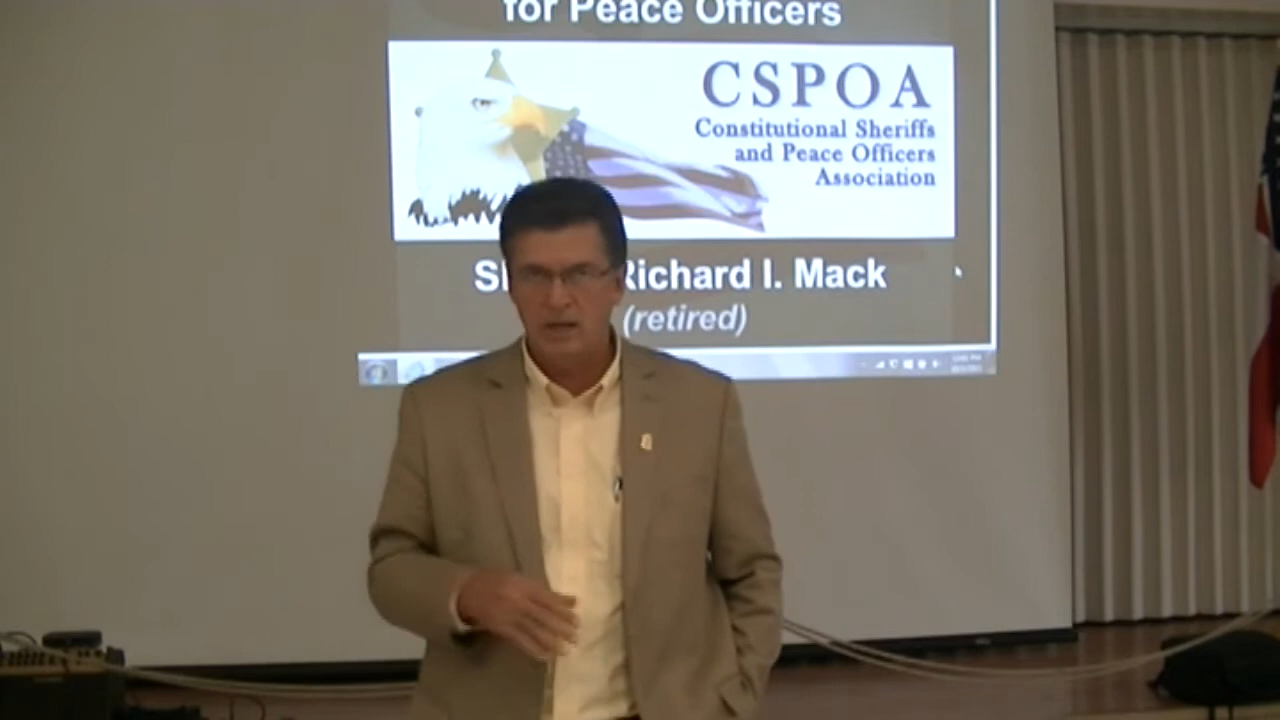 for Peace Officers
CSPOA
Constitutional Sheriffs
and Peace Officers
Association
Richard I. Mack
(retired)